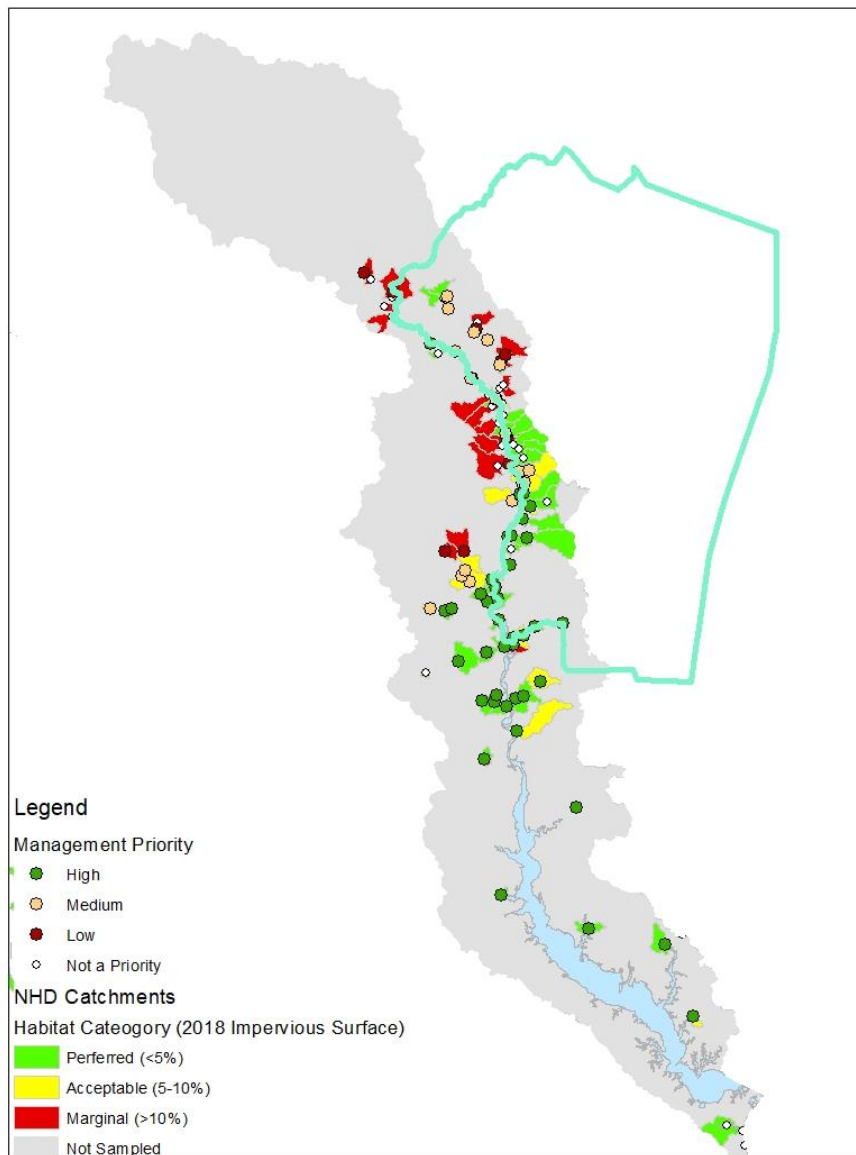 Legend
Management Priority
High
Medium
Low
Not a Priority
NHD Catchments
Habitat Cateogory (2018 Impervious Surface)
Perferred (<5%)
Acceptable (5-10%)
Marginal (>10%)
Not Sampled